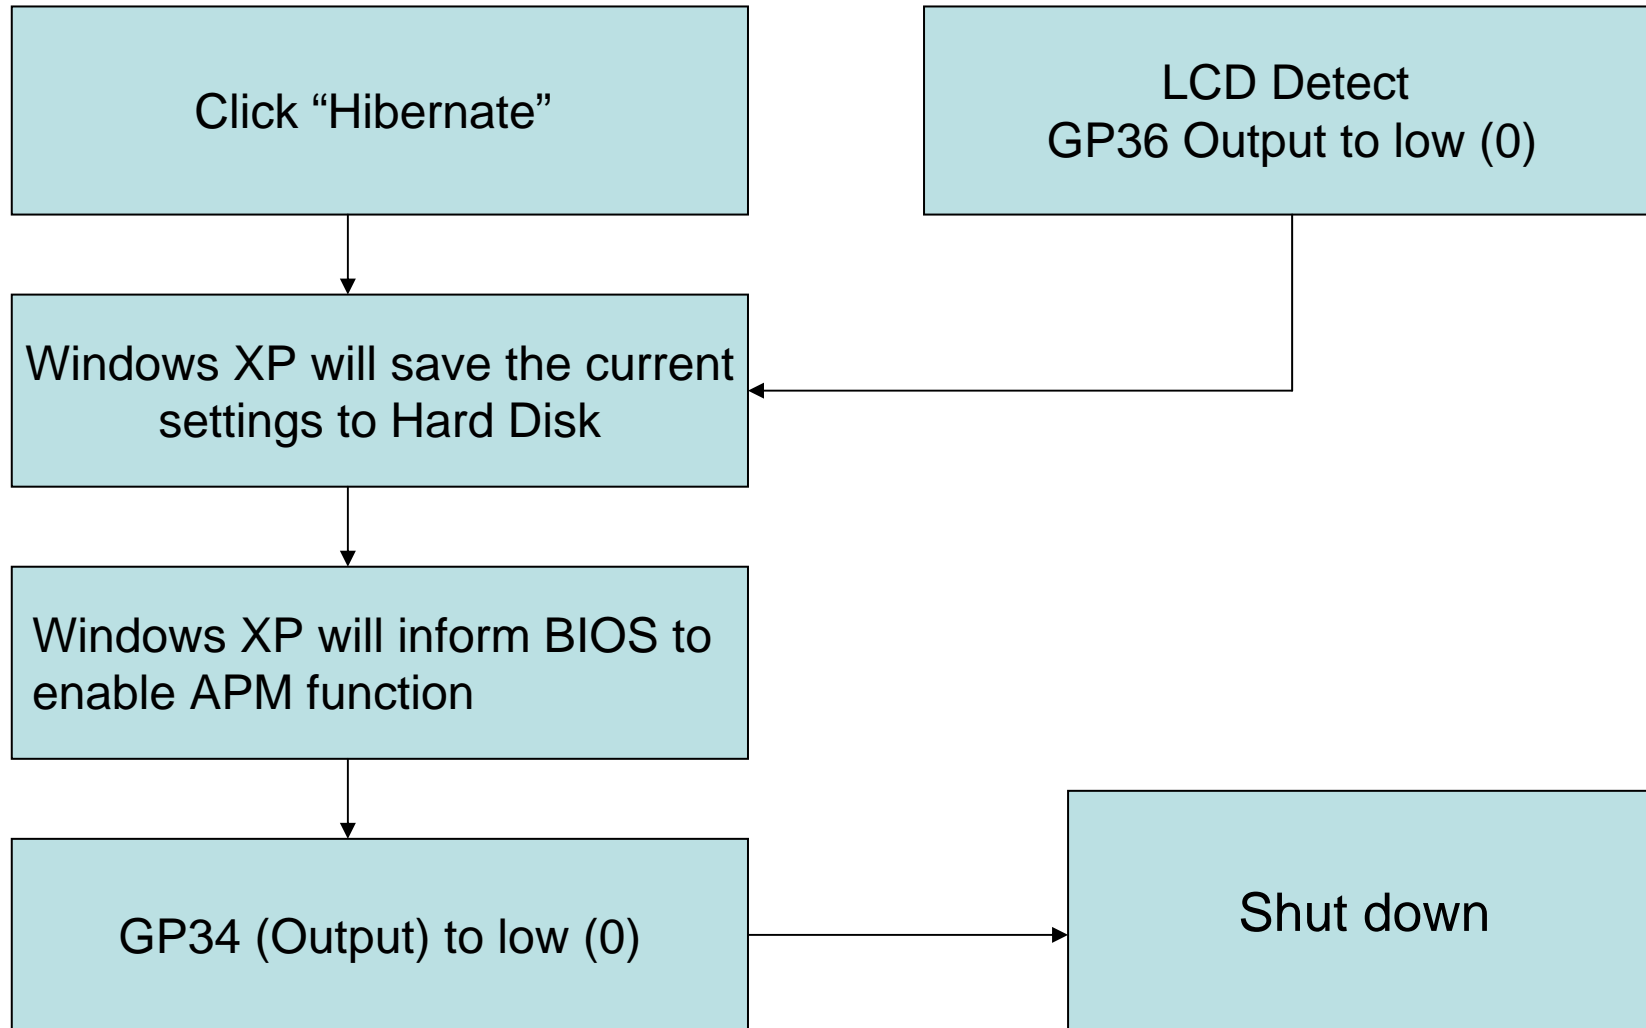 Click “Hibernate”
LCD Detect
GP36 Output to low (0)
Windows XP will save the current
settings to Hard Disk
Windows XP will inform BIOS to
enable APM function
GP34 (Output) to low (0)
Shut down